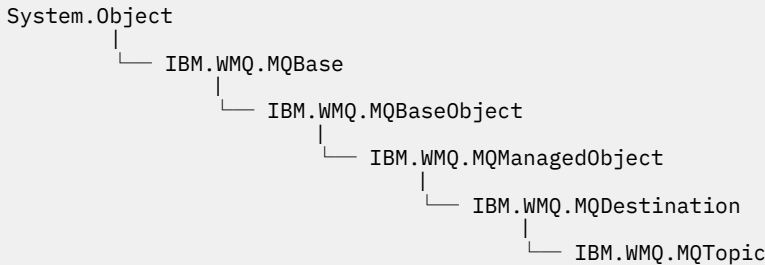 System.Object
IBM.WMQ.MQBase
IBM.WMQ.MQBaseObject
IBM.WMQ.MQManagedObject
IBM.WMQ.MQDestination
IBM.WMQ.MQTopic